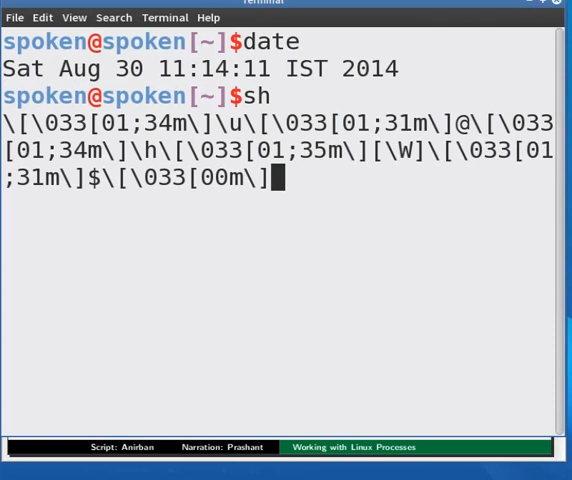 Terminal
File Edit View Search Terminal Help
spoken@spoken[~]$date
Sat Aug 30 11:14:11 IST 2014
spoken@spoken[~]$sh
\[\033[01;34m\]\u\[\033[01;31m\]@\[\033
[01;34m\]\h\[\033[01;35m\][\W]\[\033[01
;31m\]$\[\033[00m\]
Script: Anirban Narration: Prashant Working with Linux Processes